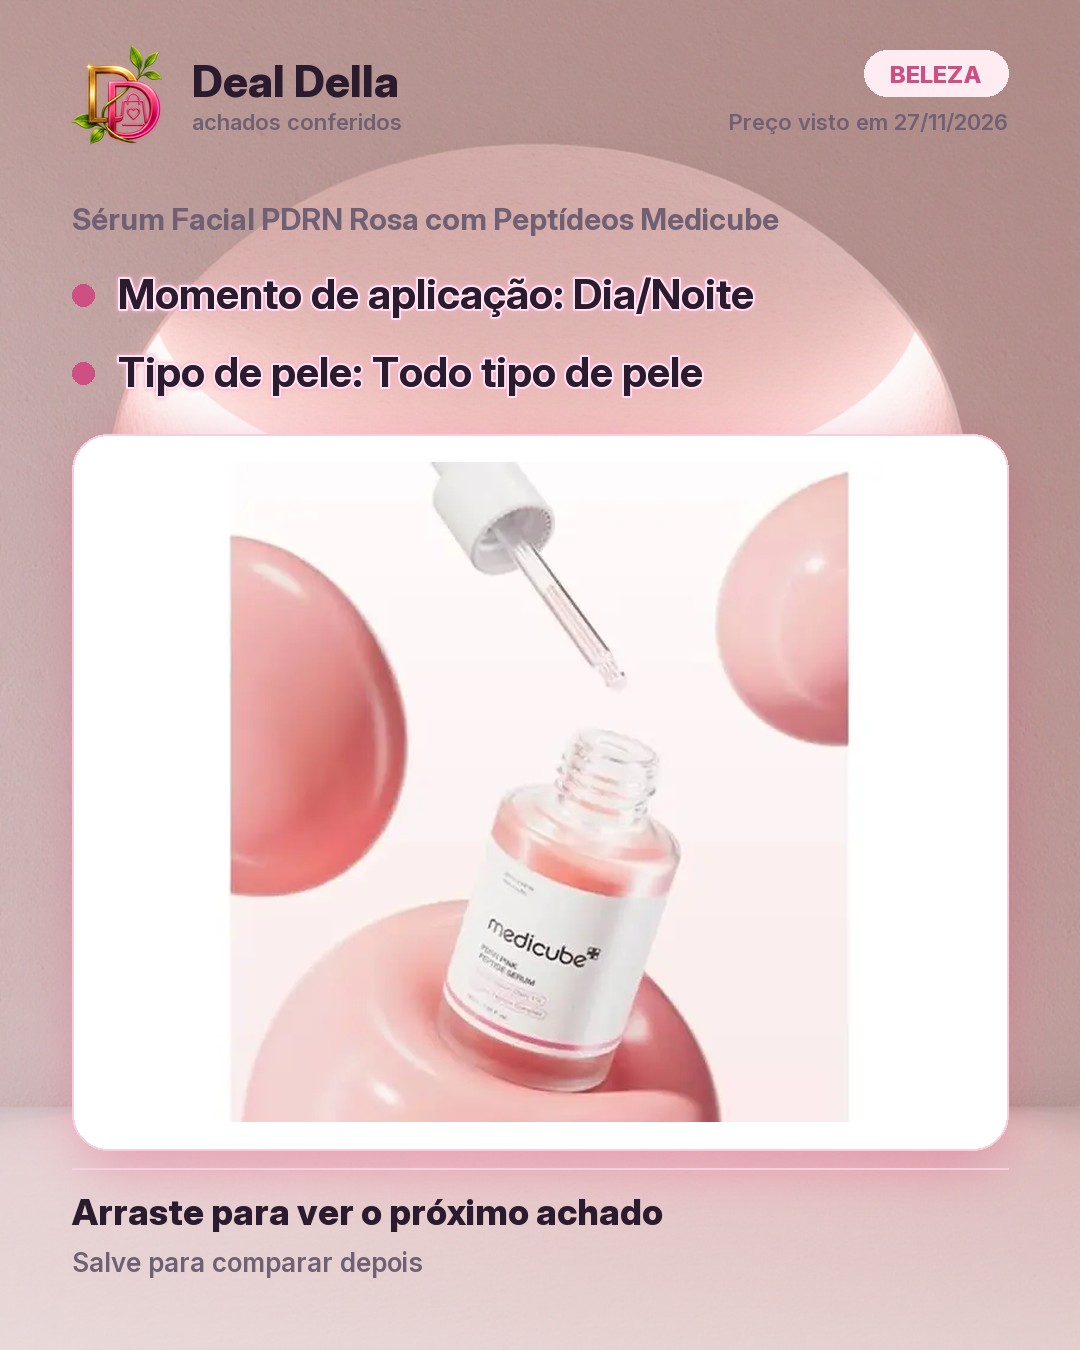 Deal Della
achados conferidos
BELEZA
Preço visto em 27/11/2026
Sérum Facial PDRN Rosa com Peptídeos Medicube
Momento de aplicação: Dia/Noite
Tipo de pele: Todo tipo de pele
medicube
PDRN PINK
PEPTIDE SERUM
Arraste para ver o próximo achado
Salve para comparar depois